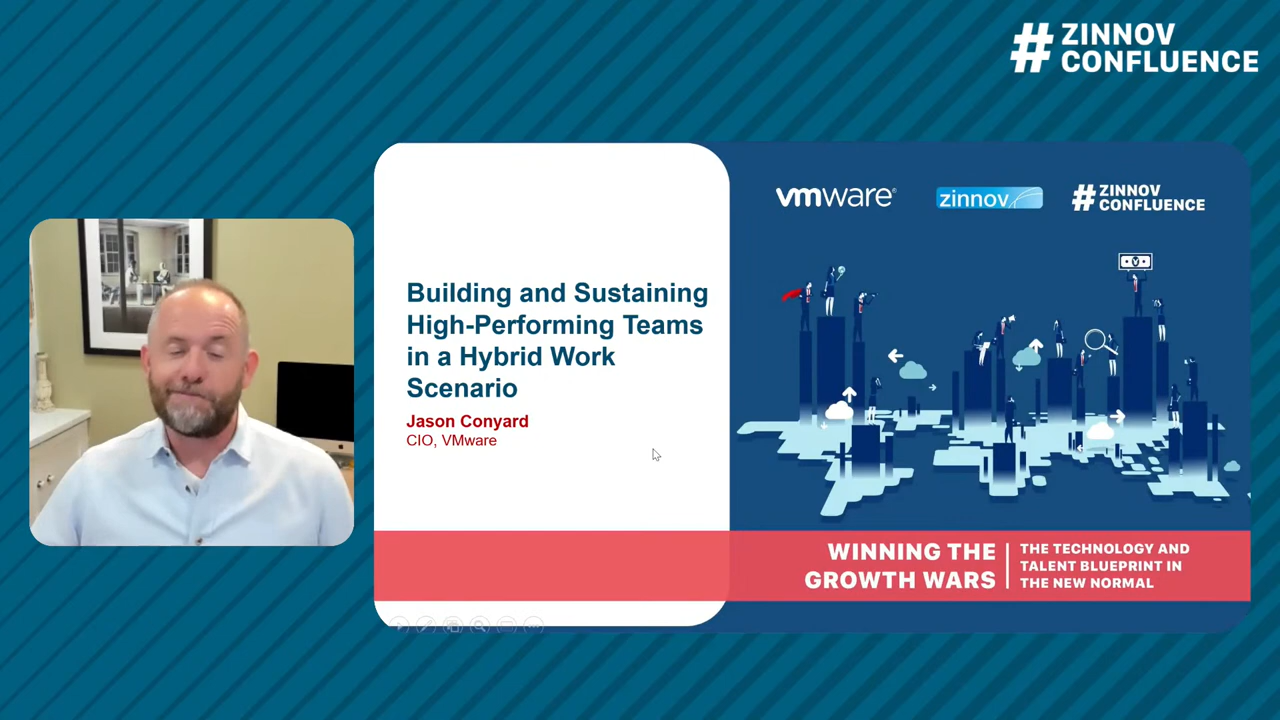 # ZINNOV
CONFLUENCE
vmware®
zinnov
# ZINNOV
CONFLUENCE
Building and Sustaining
High-Performing Teams
in a Hybrid Work
Scenario
Jason Conyard
CIO, VMware
WINNING THE
GROWTH WARS
THE TECHNOLOGY AND
TALENT BLUEPRINT IN
THE NEW NORMAL